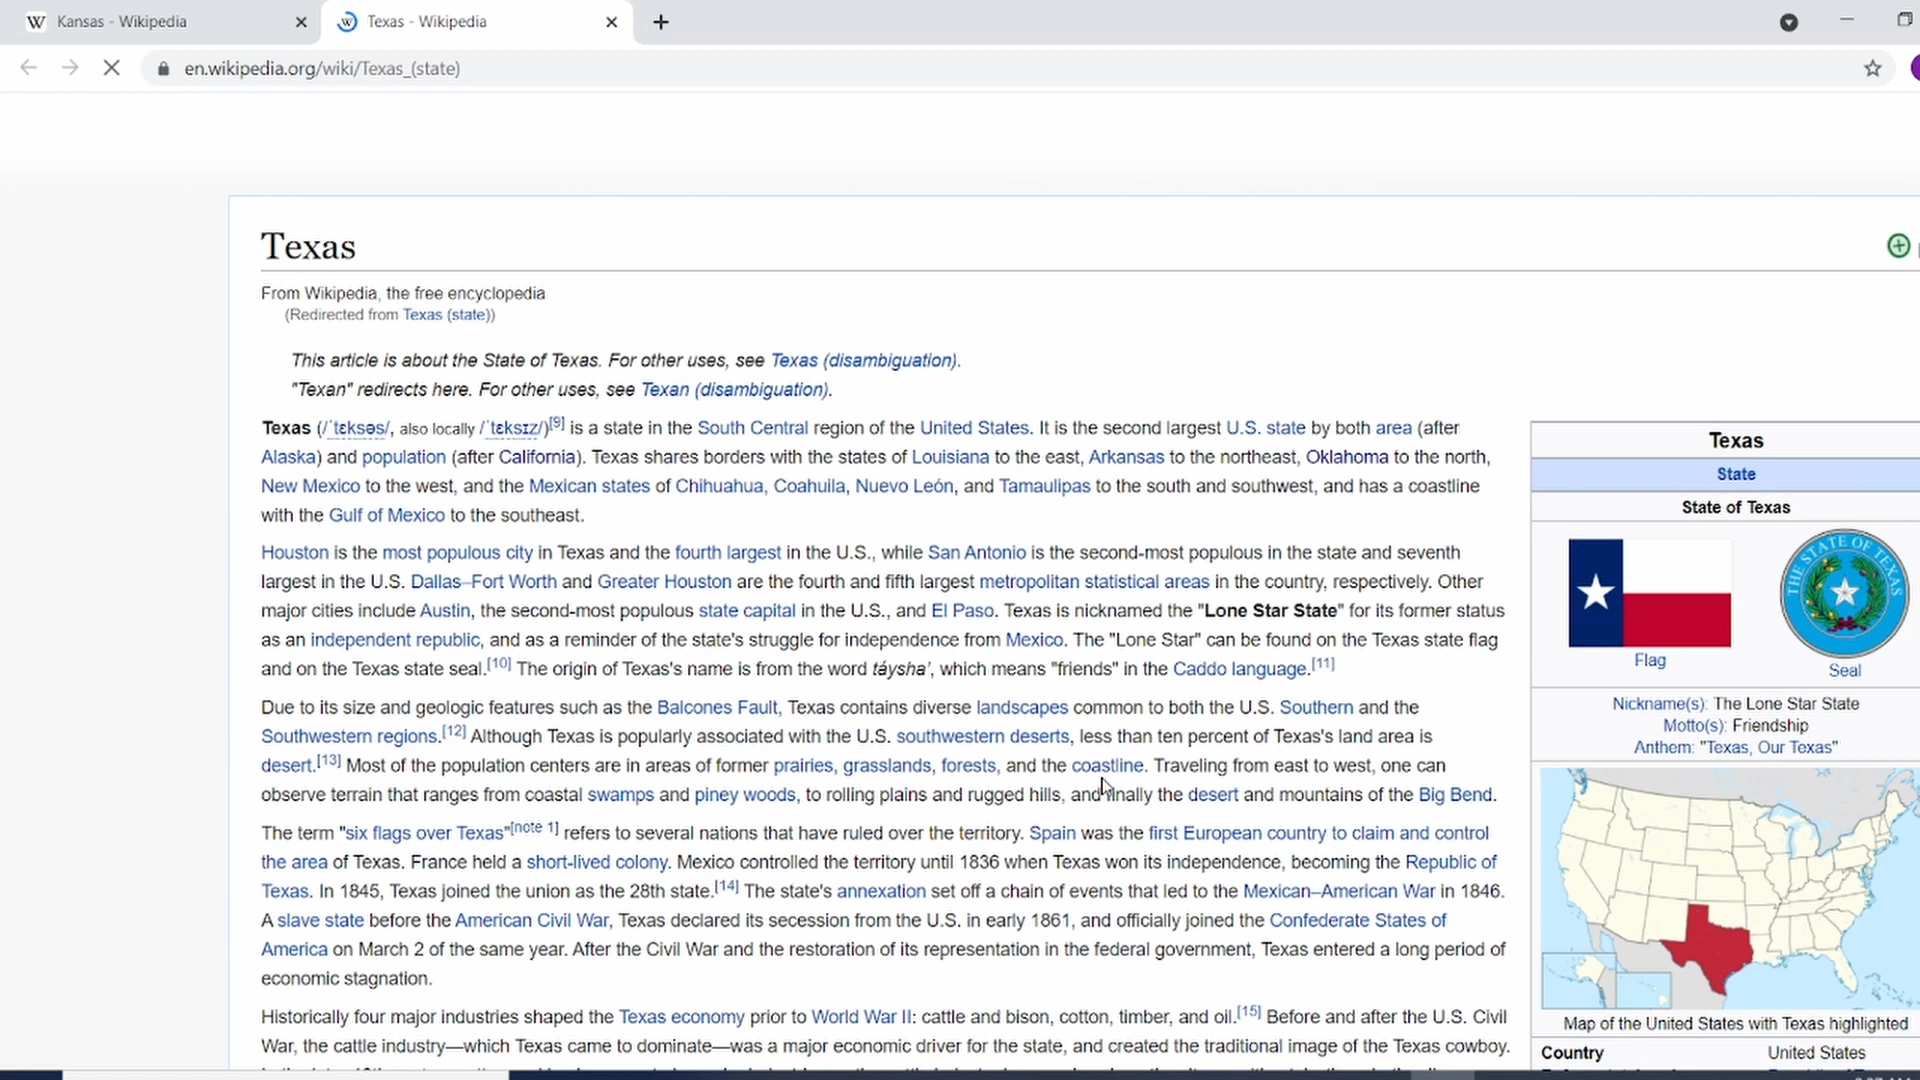 Kansas - Wikipedia
Texas - Wikipedia
en.wikipedia.org/wiki/Texas_(state)
Texas
From Wikipedia, the free encyclopedia
(Redirected from Texas (state))
This article is about the State of Texas. For other uses, see Texas (disambiguation).
"Texan" redirects here. For other uses, see Texan (disambiguation).
Texas (/ˈtɛksəs/, also locally /ˈtɛksɪz/)[9] is a state in the South Central region of the United States. It is the second largest U.S. state by both area (after
Alaska) and population (after California). Texas shares borders with the states of Louisiana to the east, Arkansas to the northeast, Oklahoma to the north,
New Mexico to the west, and the Mexican states of Chihuahua, Coahuila, Nuevo León, and Tamaulipas to the south and southwest, and has a coastline
with the Gulf of Mexico to the southeast.
Houston is the most populous city in Texas and the fourth largest in the U.S., while San Antonio is the second-most populous in the state and seventh
largest in the U.S. Dallas–Fort Worth and Greater Houston are the fourth and fifth largest metropolitan statistical areas in the country, respectively. Other
major cities include Austin, the second-most populous state capital in the U.S., and El Paso. Texas is nicknamed the "Lone Star State" for its former status
as an independent republic, and as a reminder of the state's struggle for independence from Mexico. The "Lone Star" can be found on the Texas state flag
and on the Texas state seal.[10] The origin of Texas's name is from the word táysha', which means "friends" in the Caddo language.[11]
Due to its size and geologic features such as the Balcones Fault, Texas contains diverse landscapes common to both the U.S. Southern and the
Southwestern regions.[12] Although Texas is popularly associated with the U.S. southwestern deserts, less than ten percent of Texas's land area is
desert.[13] Most of the population centers are in areas of former prairies, grasslands, forests, and the coastline. Traveling from east to west, one can
observe terrain that ranges from coastal swamps and piney woods, to rolling plains and rugged hills, and finally the desert and mountains of the Big Bend.
The term "six flags over Texas"[note 1] refers to several nations that have ruled over the territory. Spain was the first European country to claim and control
the area of Texas. France held a short-lived colony. Mexico controlled the territory until 1836 when Texas won its independence, becoming the Republic of
Texas. In 1845, Texas joined the union as the 28th state.[14] The state's annexation set off a chain of events that led to the Mexican–American War in 1846.
A slave state before the American Civil War, Texas declared its secession from the U.S. in early 1861, and officially joined the Confederate States of
America on March 2 of the same year. After the Civil War and the restoration of its representation in the federal government, Texas entered a long period of
economic stagnation.
Historically four major industries shaped the Texas economy prior to World War II: cattle and bison, cotton, timber, and oil.[15] Before and after the U.S. Civil
War, the cattle industry—which Texas came to dominate—was a major economic driver for the state, and created the traditional image of the Texas cowboy.
Texas
State
State of Texas
THE STATE OF TEXAS
Flag
Seal
Nickname(s): The Lone Star State
Motto(s): Friendship
Anthem: "Texas, Our Texas"
Map of the United States with Texas highlighted
Country United States